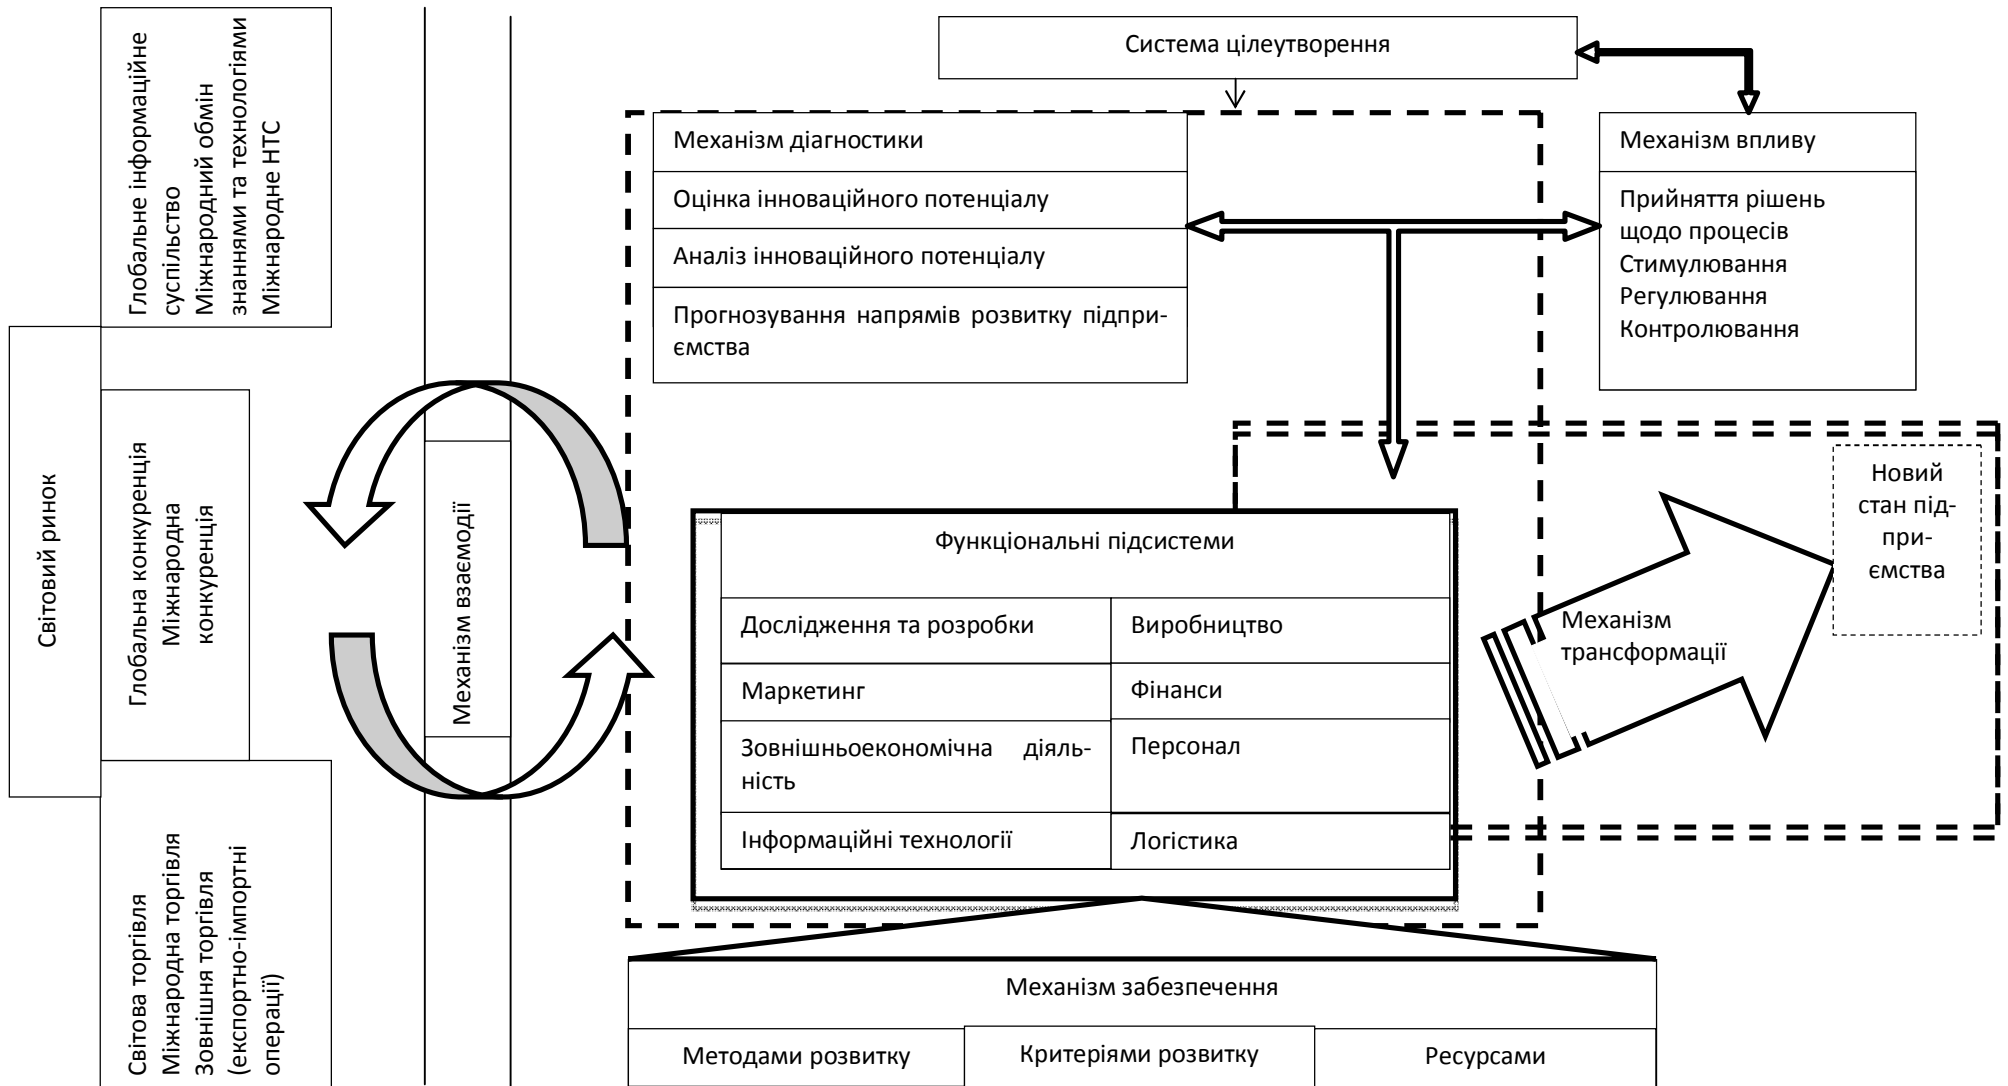 Система цілеутворення
Глобальне інформаційне
суспільство
Міжнародний обмін
знаннями та технологіями
Міжнародне НТС
Світовий ринок
Глобальна конкуренція
Міжнародна
конкуренція
Світова торгівля
Міжнародна торгівля
Зовнішня торгівля
(експортно-імпортні
операції)
Механізм взаємодії
Механізм діагностики
Оцінка інноваційного потенціалу
Аналіз інноваційного потенціалу
Прогнозування напрямів розвитку підпри-
ємства
Механізм впливу
Прийняття рішень
щодо процесів
Стимулювання
Регулювання
Контролювання
Функціональні підсистеми
Дослідження та розробки
Виробництво
Маркетинг
Фінанси
Зовнішньоекономічна діяль-
ність
Персонал
Інформаційні технології
Логістика
Механізм
трансформації
Новий
стан під-
при-
ємства
Механізм забезпечення
Методами розвитку
Критеріями розвитку
Ресурсами